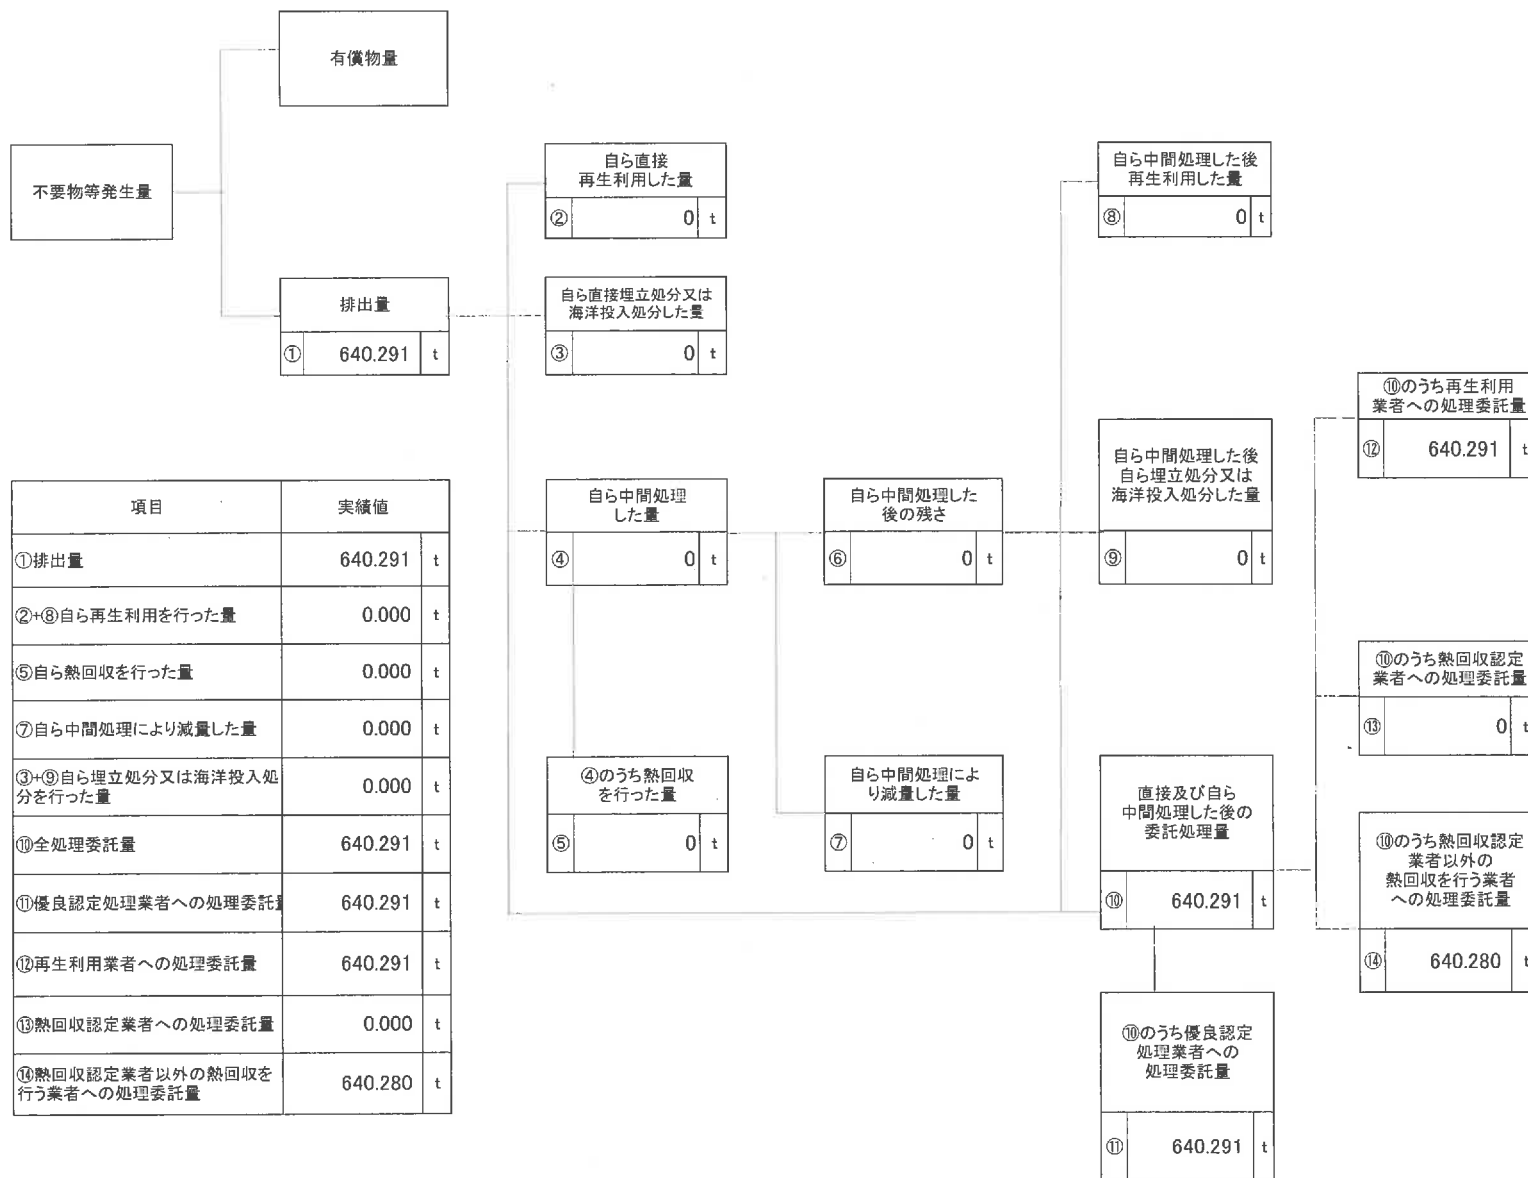 有償物量
不要物等発生量
排出量
① 640.291 t
自ら直接
再生利用した量
② 0 t
自ら直接埋立処分又は
海洋投入処分した量
③ 0 t
自ら中間処理
した量
④ 0 t
④のうち熱回収
を行った量
⑤ 0 t
自ら中間処理した
後の残さ
⑥ 0 t
自ら中間処理によ
り減量した量
⑦ 0 t
自ら中間処理した後
再生利用した量
⑧ 0 t
自ら中間処理した後
自ら埋立処分又は
海洋投入処分した量
⑨ 0 t
直接及び自ら
中間処理した後の
委託処理量
⑩ 640.291 t
⑩のうち優良認定
処理業者への
処理委託量
⑪ 640.291 t
⑩のうち再生利用
業者への処理委託量
⑫ 640.291 t
⑩のうち熱回収認定
業者への処理委託量
⑬ 0 t
⑩のうち熱回収認定
業者以外の
熱回収を行う業者
への処理委託量
⑭ 640.280 t
項目 実績値
①排出量 640.291 t
②+⑧自ら再生利用を行った量 0.000 t
⑤自ら熱回収を行った量 0.000 t
⑦自ら中間処理により減量した量 0.000 t
③+⑨自ら埋立処分又は海洋投入処
分を行った量 0.000 t
⑩全処理委託量 640.291 t
⑪優良認定処理業者への処理委託量 640.291 t
⑫再生利用業者への処理委託量 640.291 t
⑬熱回収認定業者への処理委託量 0.000 t
⑭熱回収認定業者以外の熱回収を
行う業者への処理委託量 640.280 t